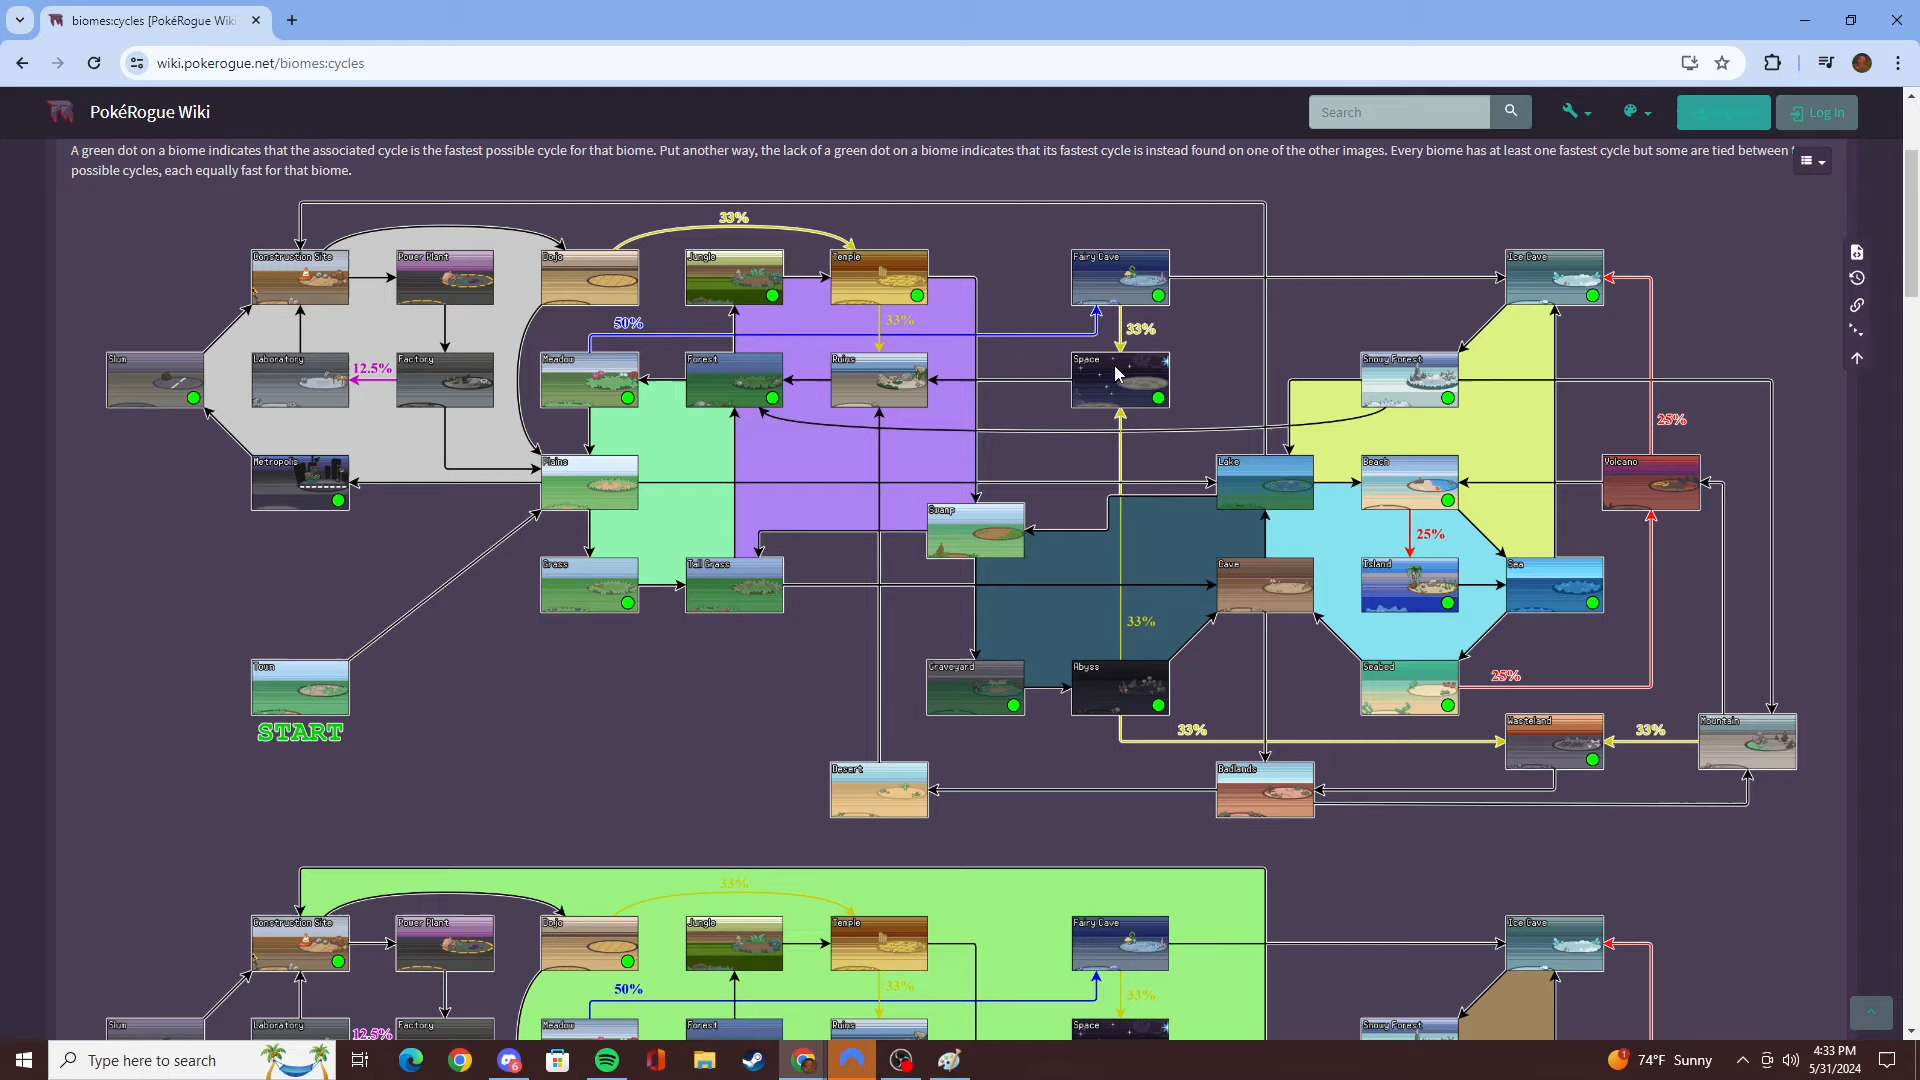 biomes:cycles [PokéRogue Wiki
wiki.pokerogue.net/biomes:cycles
PokéRogue Wiki
Search
Log In
A green dot on a biome indicates that the associated cycle is the fastest possible cycle for that biome. Put another way, the lack of a green dot on a biome indicates that its fastest cycle is instead found on one of the other images. Every biome has at least one fastest cycle but some are tied between
possible cycles, each equally fast for that biome.
33%
Construction Site
Power Plant
Dojo
Jungle
Temple
Fairy Cave
Ice Cave
50%
33%
33%
Slum
Laboratory
12.5%
Factory
Meadow
Forest
Ruins
Space
Snowy Forest
25%
Metropolis
Plains
Lake
Beach
Volcano
Swamp
25%
Grass
Tall Grass
Cave
Island
Sea
33%
Town
Graveyard
Abyss
Seabed
25%
START
33%
Wasteland
33%
Mountain
Desert
Badlands
33%
Construction Site
Power Plant
Dojo
Jungle
Temple
Fairy Cave
Ice Cave
50%
33%
33%
Slum
Laboratory
12.5%
Factory
Meadow
Forest
Ruins
Space
Snowy Forest
Type here to search
6
1
74°F Sunny
4:33 PM
5/31/2024